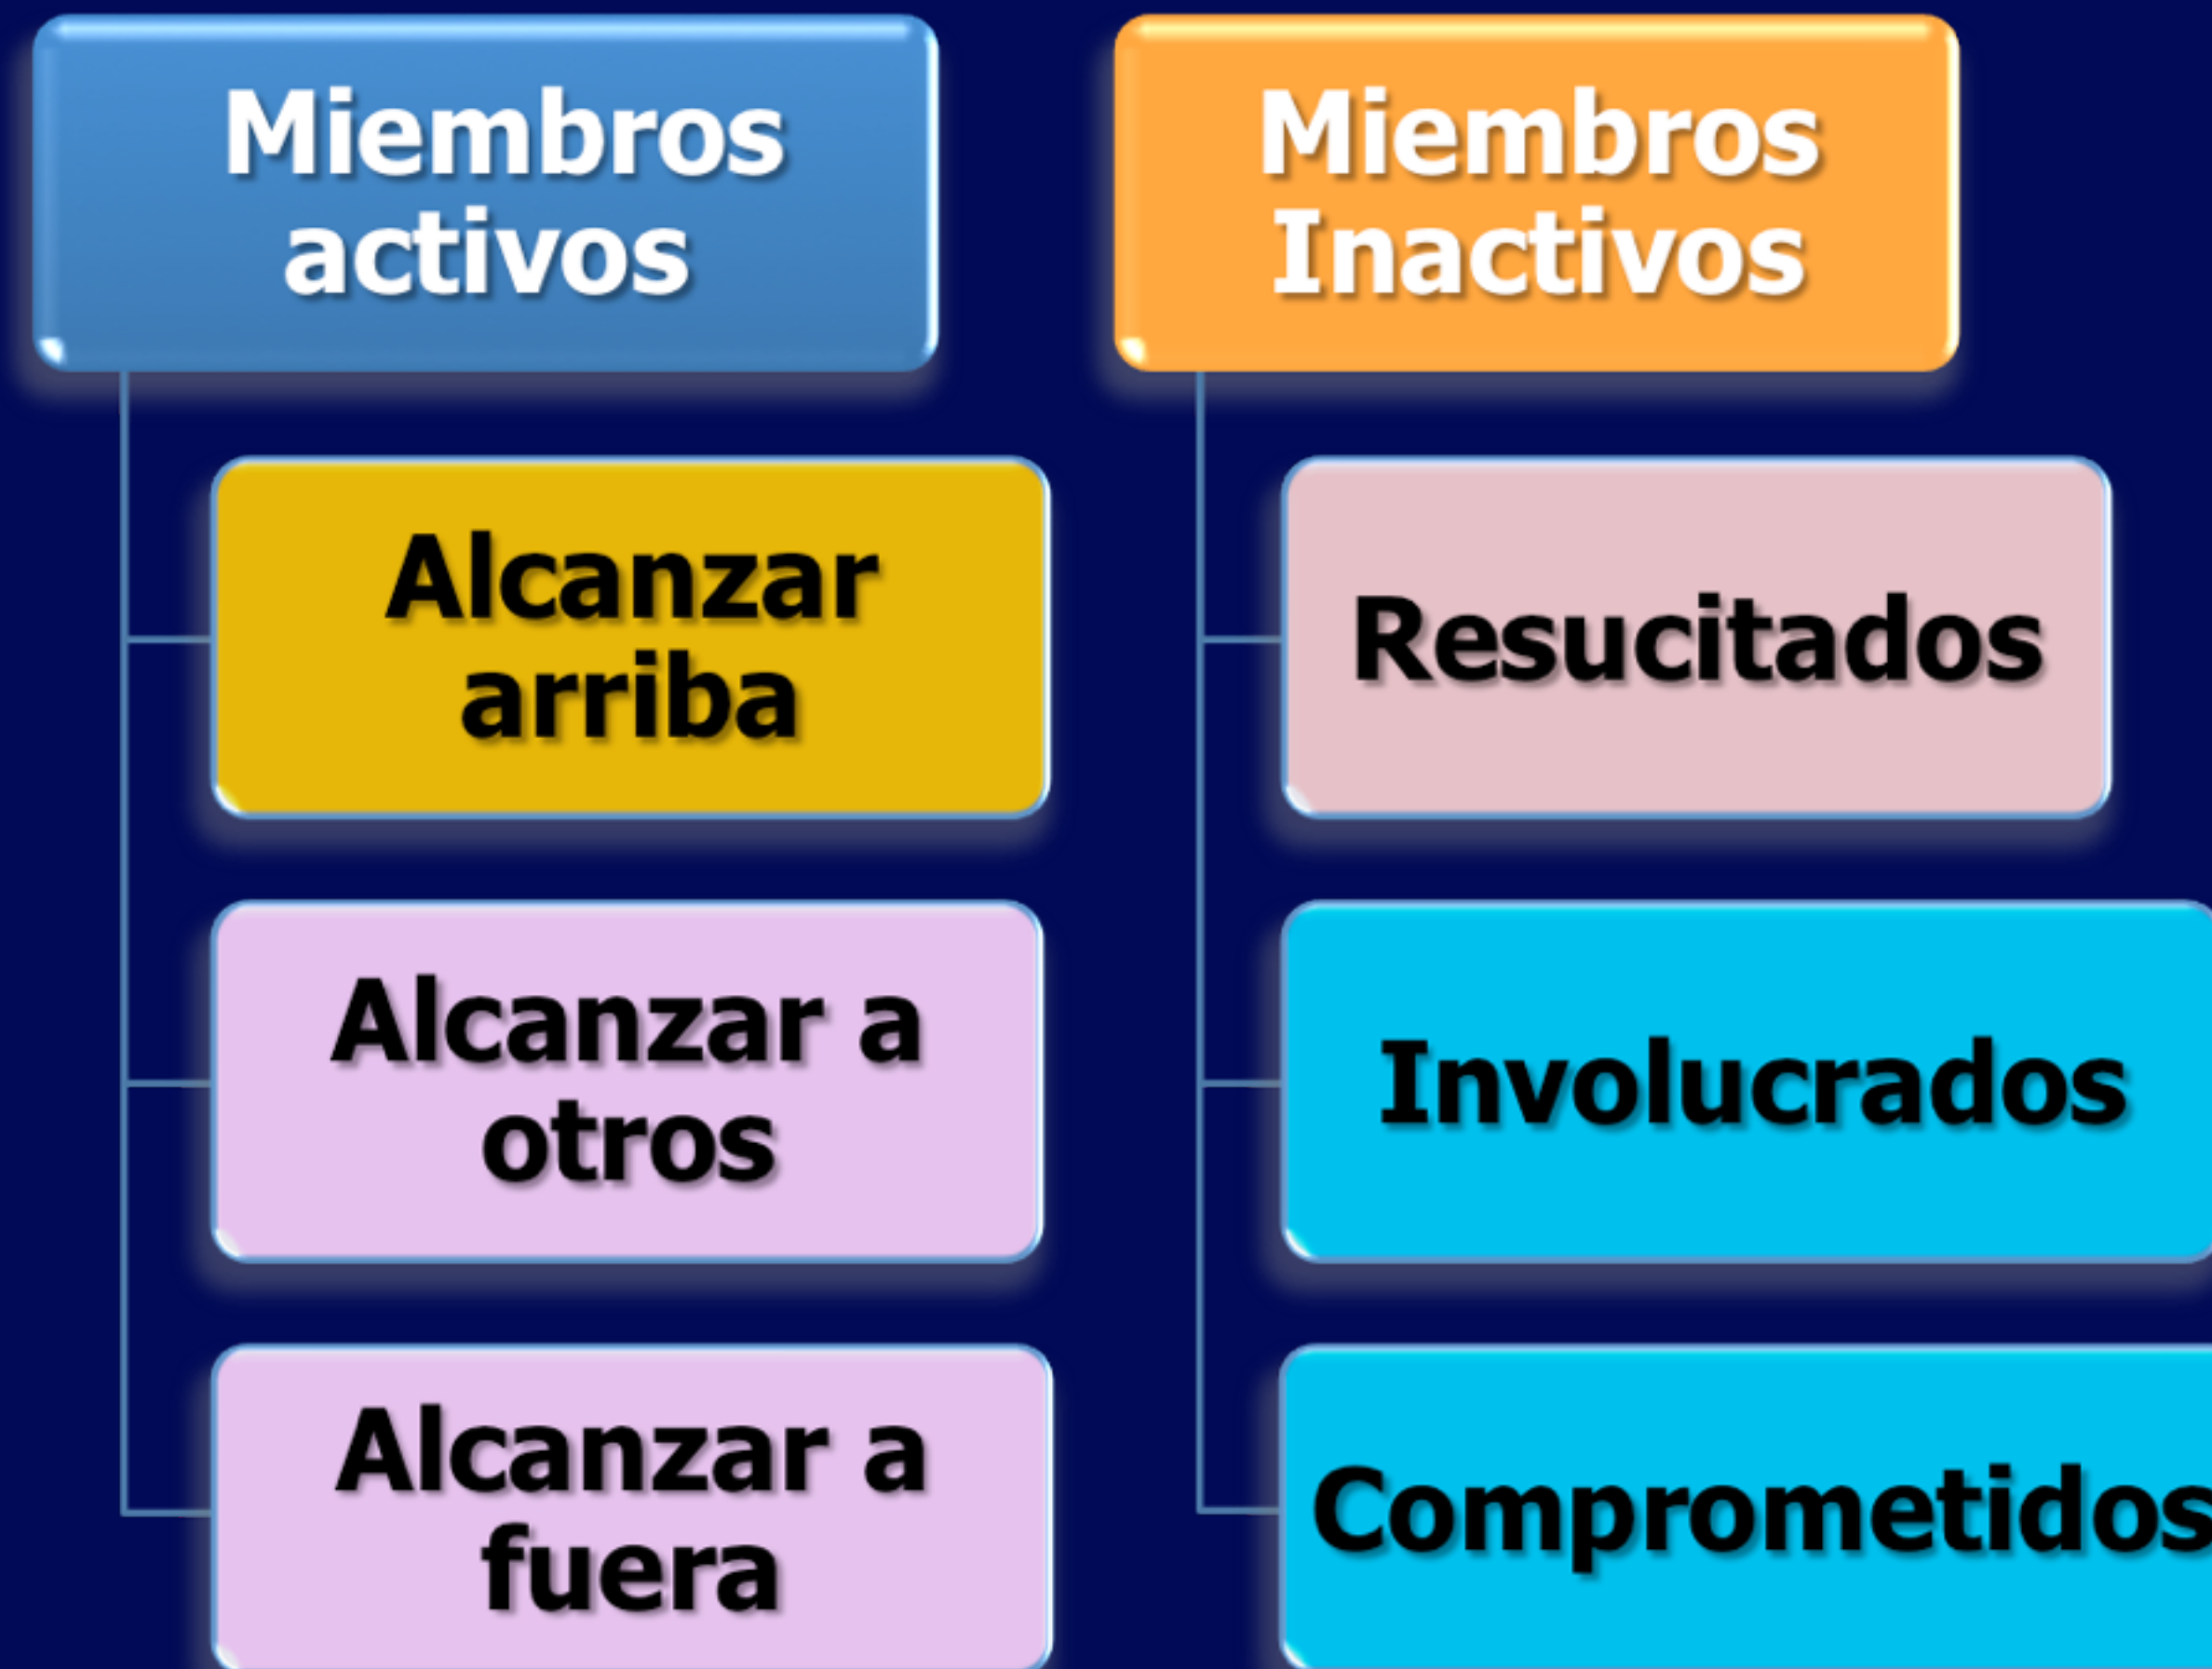 Miembros
activos
Alcanzar
arriba
Alcanzar a
otros
Alcanzar a
fuera
Miembros
Inactivos
Resucitados
Involucrados
Comprometidos